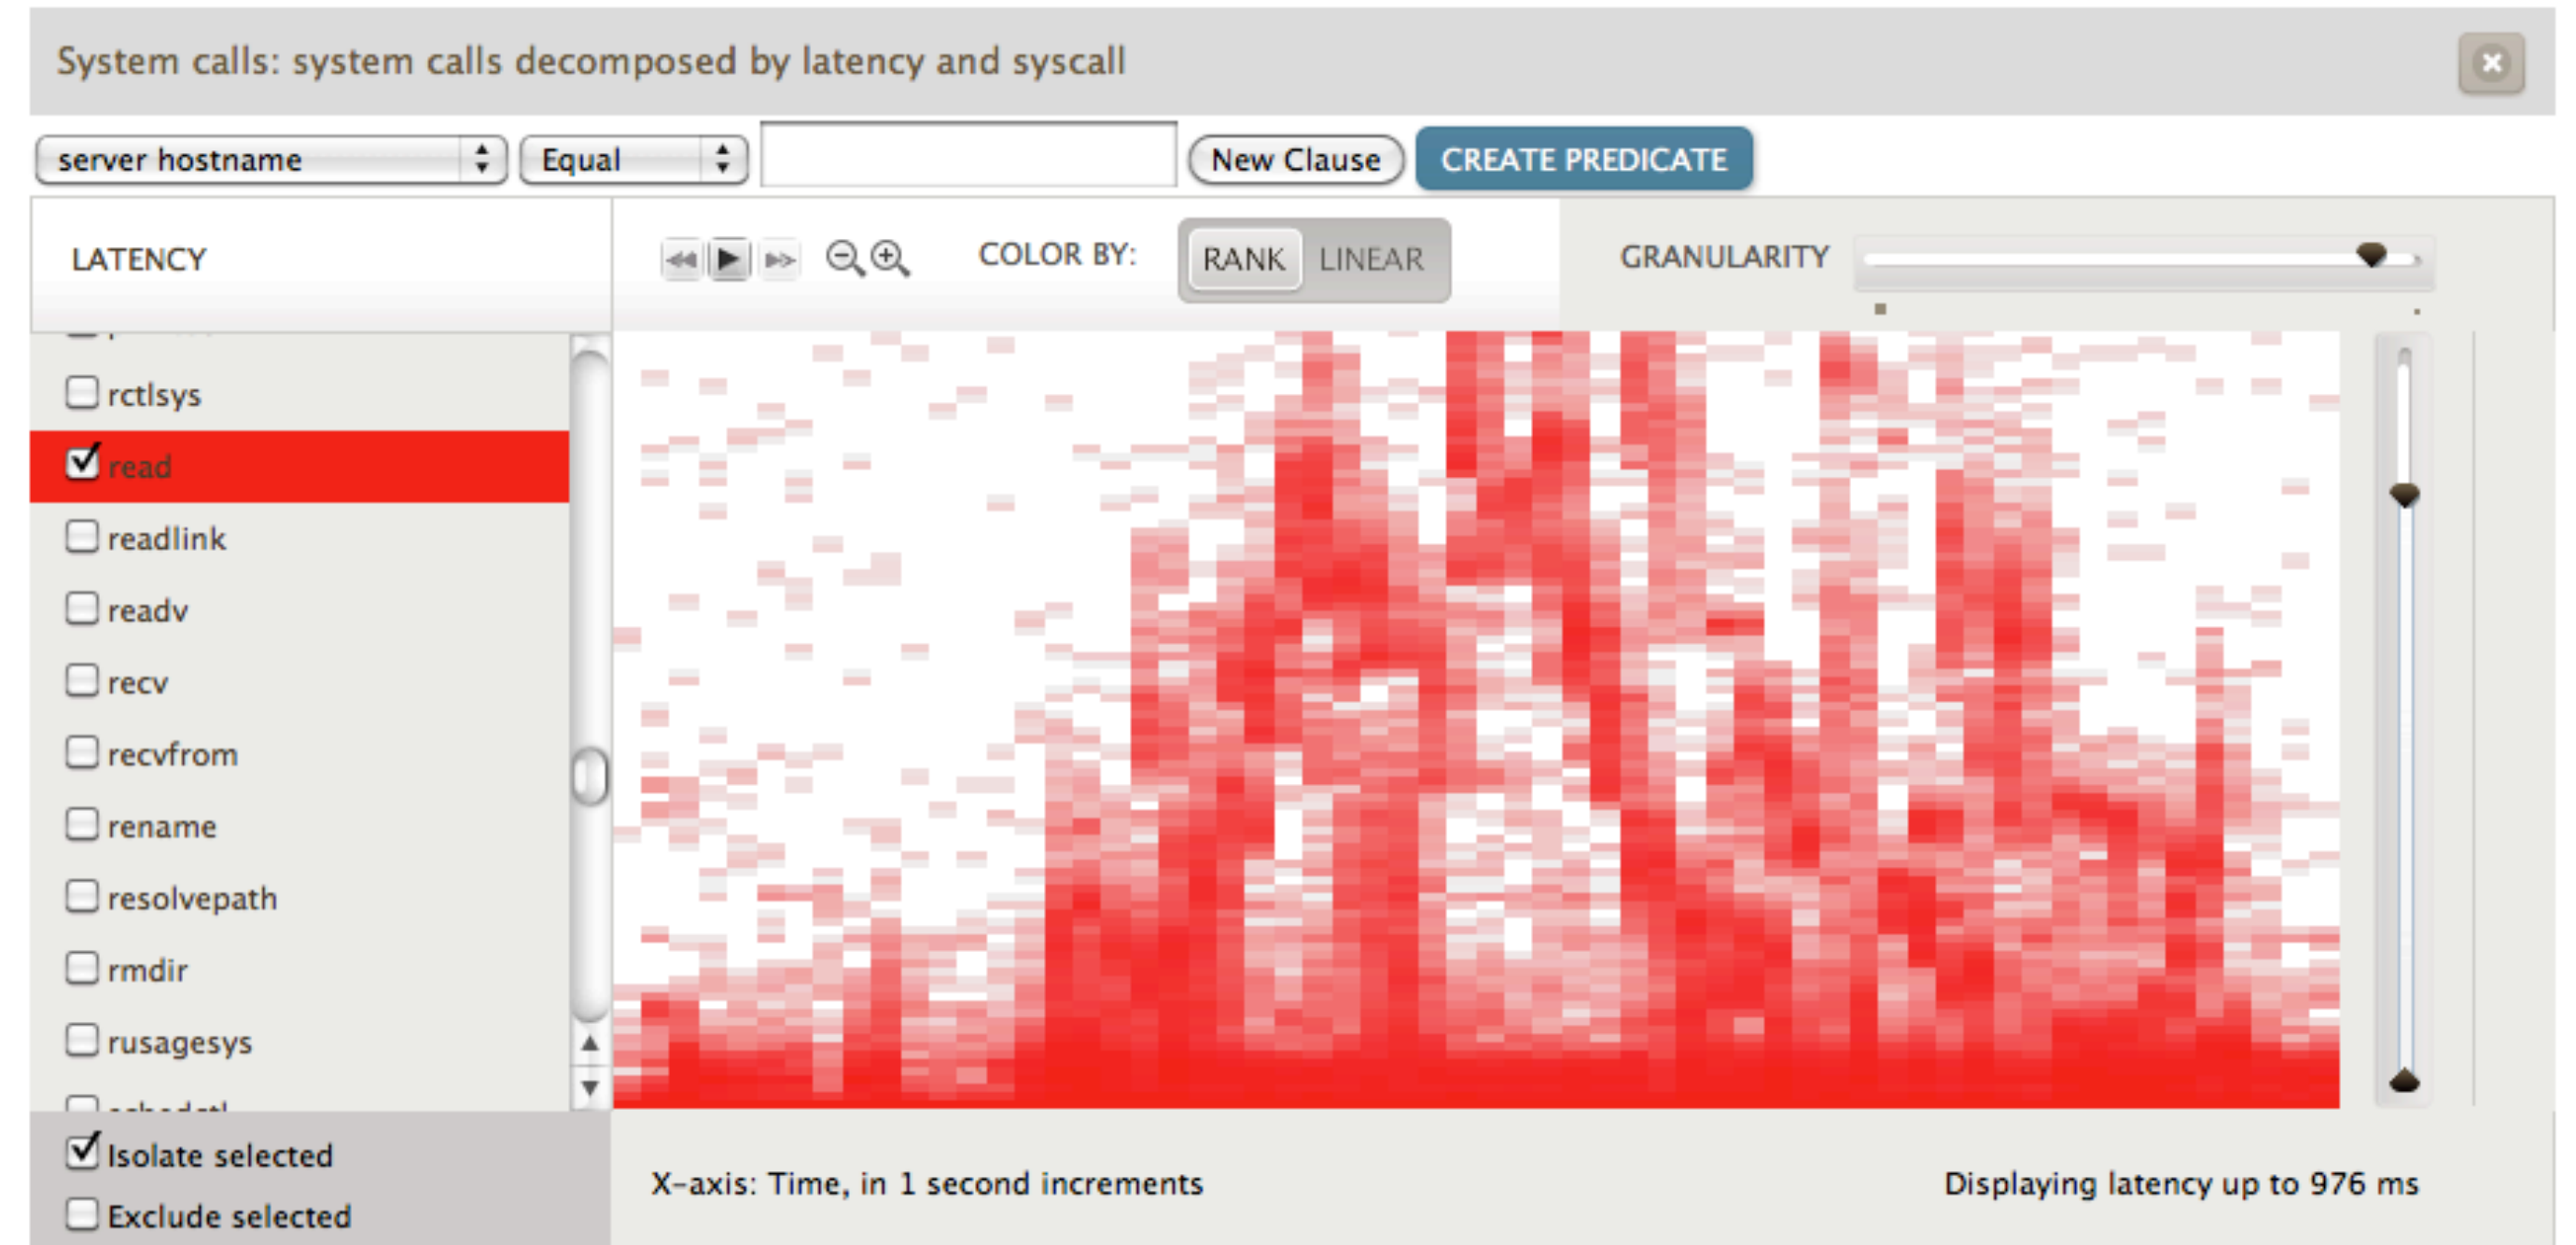 System calls: system calls decomposed by latency and syscall
server hostname Equal New Clause CREATE PREDICATE
LATENCY COLOR BY: RANK LINEAR GRANULARITY
rctlsys
read
readlink
readv
recv
recvfrom
rename
resolvepath
rmdir
rusagesys
Isolate selected
Exclude selected
X-axis: Time, in 1 second increments Displaying latency up to 976 ms